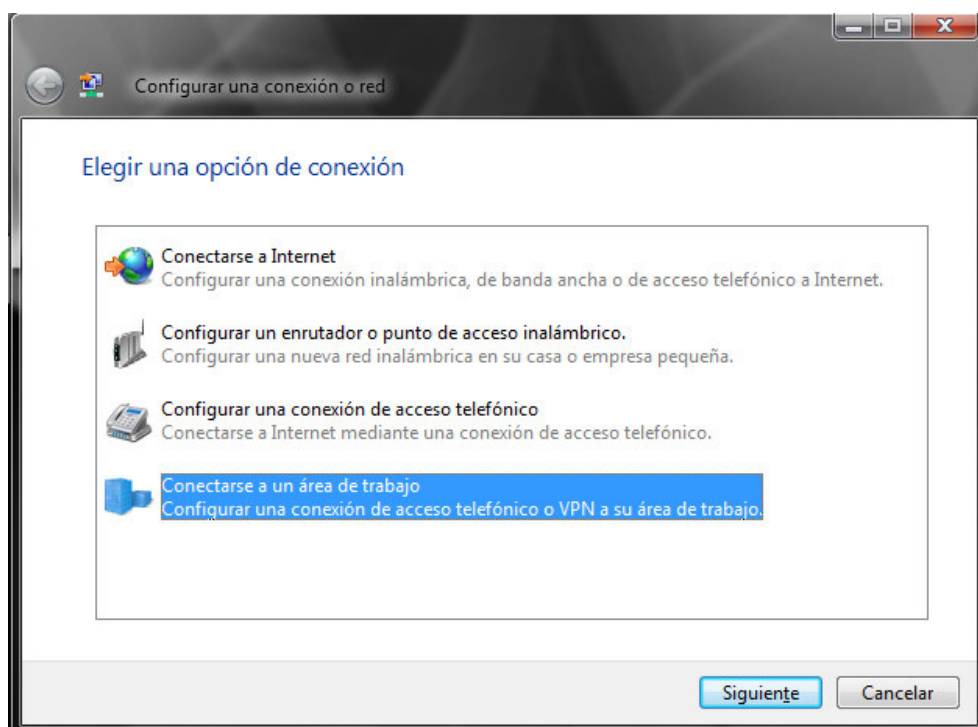 Configurar una conexión o red
Elegir una opción de conexión
Conectarse a Internet
Configurar una conexión inalámbrica, de banda ancha o de acceso telefónico a Internet.
Configurar un enrutador o punto de acceso inalámbrico.
Configurar una nueva red inalámbrica en su casa o empresa pequeña.
Configurar una conexión de acceso telefónico
Conectarse a Internet mediante una conexión de acceso telefónico.
Conectarse a un área de trabajo
Configurar una conexión de acceso telefónico o VPN a su área de trabajo.
Siguiente Cancelar